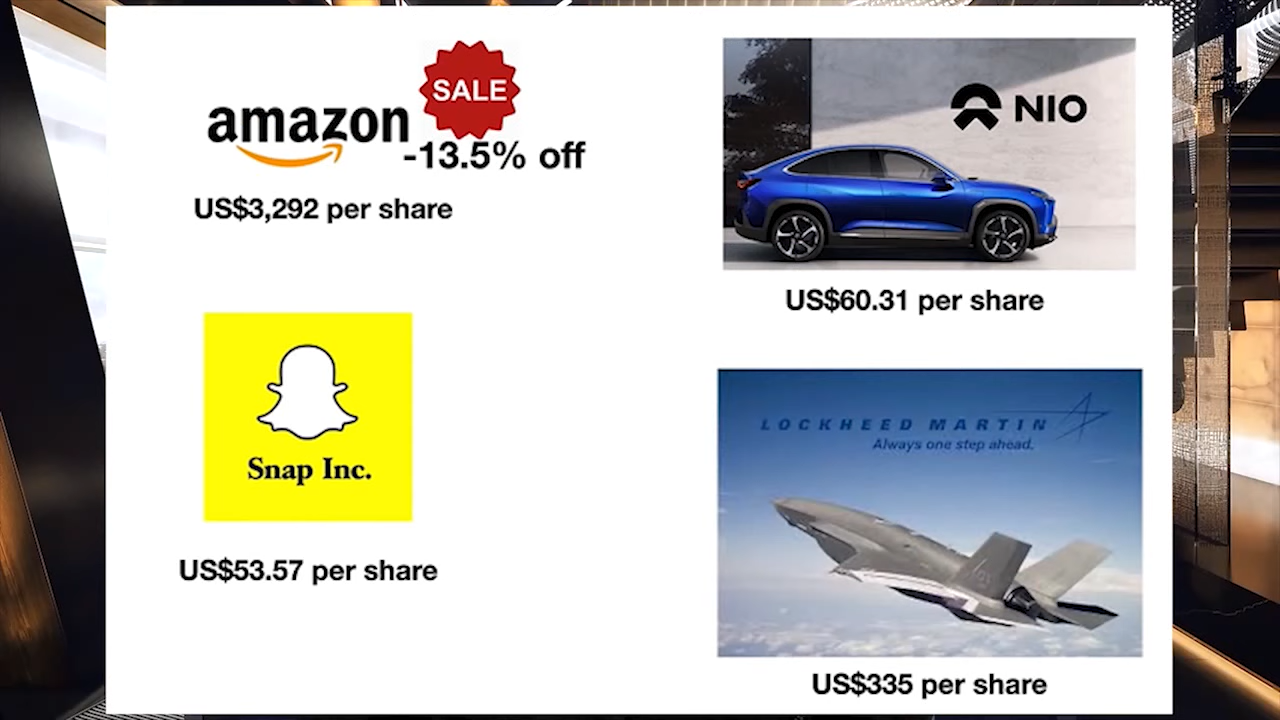 amazon
SALE
-13.5% off
US$3,292 per share
NIO
US$60.31 per share
Snap Inc.
US$53.57 per share
LOCKHEED MARTIN
Always one step ahead.
US$335 per share